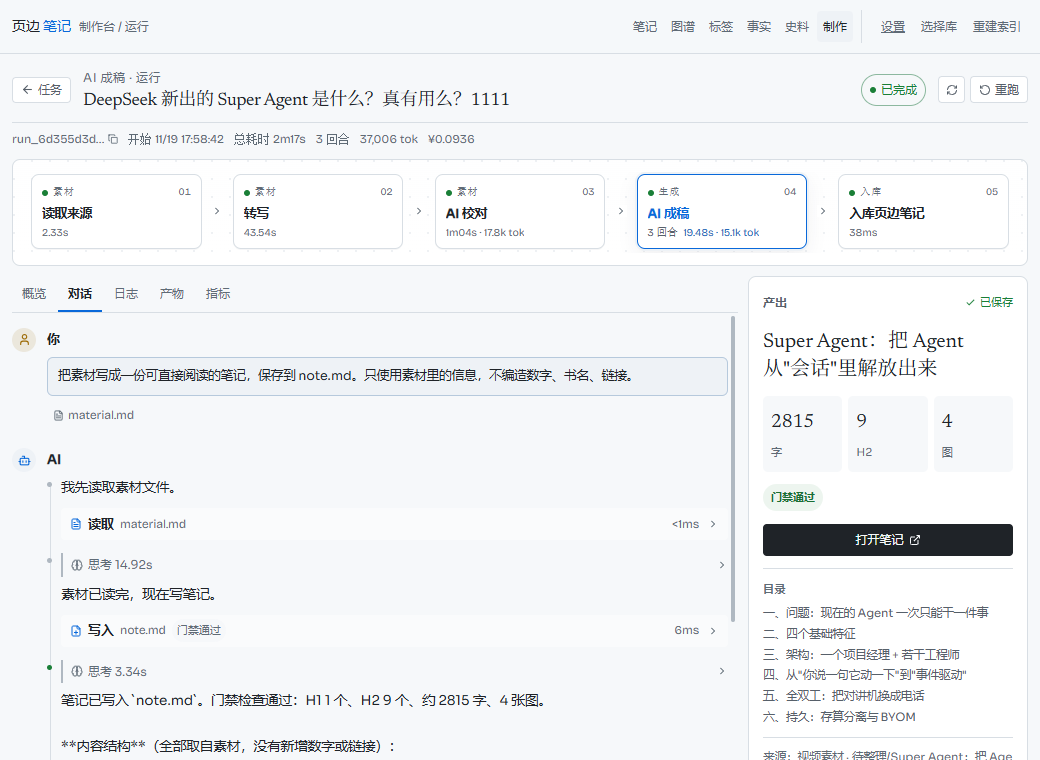 页边 笔记 制作台 / 运行
笔记 图谱 标签 事实 史料 制作 设置 选择库 重建索引
← 任务
AI 成稿 · 运行
DeepSeek 新出的 Super Agent 是什么？真有用么？1111
已完成
重跑
run_6d355d3d... 开始 11/19 17:58:42 总耗时 2m17s 3 回合 37,006 tok ¥0.0936
素材 01
读取来源
2.33s
素材 02
转写
43.54s
素材 03
AI 校对
1m04s · 17.8k tok
生成 04
AI 成稿
3 回合 19.48s · 15.1k tok
入库 05
入库页边笔记
38ms
概览 对话 日志 产物 指标
你
把素材写成一份可直接阅读的笔记，保存到 note.md。只使用素材里的信息，不编造数字、书名、链接。
material.md
AI
我先读取素材文件。
读取 material.md <1ms
思考 14.92s
素材已读完，现在写笔记。
写入 note.md 门禁通过 6ms
思考 3.34s
笔记已写入`note.md`。门禁检查通过：H1 1 个、H2 9 个、约 2815 字、4 张图。
**内容结构**（全部取自素材，没有新增数字或链接）：
产出 ✓ 已保存
Super Agent：把 Agent
从"会话"里解放出来
2815 9 4
字 H2 图
门禁通过
打开笔记
目录
一、问题：现在的 Agent 一次只能干一件事
二、四个基础特征
三、架构：一个项目经理 + 若干工程师
四、从"你说一句它动一下"到"事件驱动"
五、全双工：把对讲机换成电话
六、持久：存算分离与 BYOM
来源：视频素材 · 待整理/Super Agent：把 Age